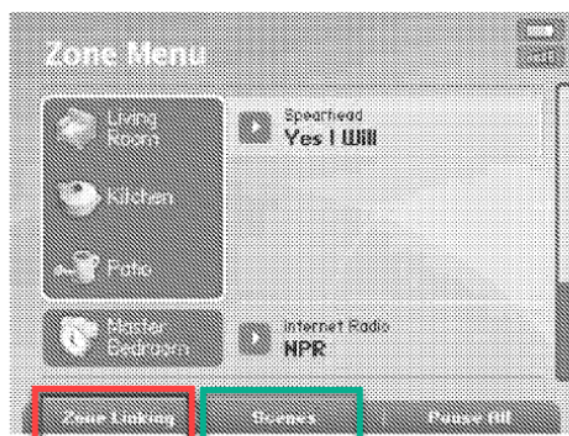 Zone Menu
Living
Room
Spearhead
Yes I Will
Kitchen
Patio
Master
Bedroom
Internet Radio
NPR
Zone Linking
Scenes
Pause All